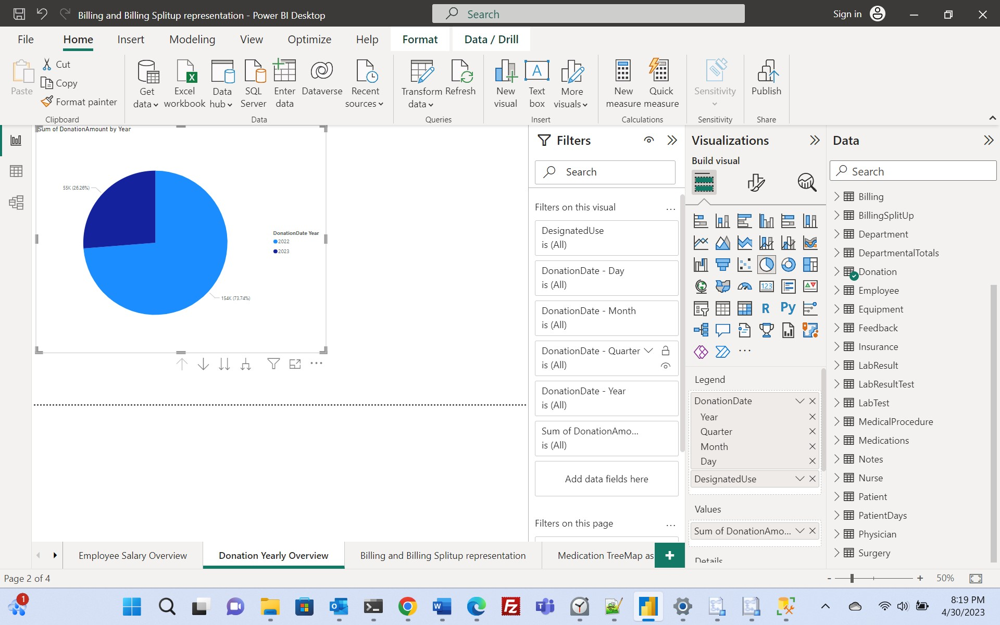 Billing and Billing Splitup representation - Power BI Desktop
Search
Sign in
File
Home
Insert
Modeling
View
Optimize
Help
Format
Data / Drill
Paste
Cut
Copy
Format painter
Clipboard
Get data
Excel workbook
Data hub
SQL Server
Enter data
Dataverse
Recent sources
Data
Transform data
Refresh
Queries
New visual
Text box
More visuals
Insert
New measure
Quick measure
Calculations
Sensitivity
Sensitivity
Publish
Share
Sum of DonationAmount by Year
55K (26.26%)
154K (73.74%)
DonationDate Year
2022
2023
Filters
Search
Filters on this visual
...
DesignatedUse
is (All)
DonationDate - Day
is (All)
DonationDate - Month
is (All)
DonationDate - Quarter
is (All)
DonationDate - Year
is (All)
Sum of DonationAmo...
is (All)
Add data fields here
Filters on this page
...
Visualizations
Build visual
123
R
Py
...
Legend
DonationDate
Year
Quarter
Month
Day
DesignatedUse
Values
Sum of DonationAmo...
Details
Data
Search
Billing
BillingSplitUp
Department
DepartmentalTotals
Donation
Employee
Equipment
Feedback
Insurance
LabResult
LabResultTest
LabTest
MedicalProcedure
Medications
Notes
Nurse
Patient
PatientDays
Physician
Surgery
Employee Salary Overview
Donation Yearly Overview
Billing and Billing Splitup representation
Medication TreeMap as
+
Page 2 of 4
- + 50%
1
8:19 PM
4/30/2023